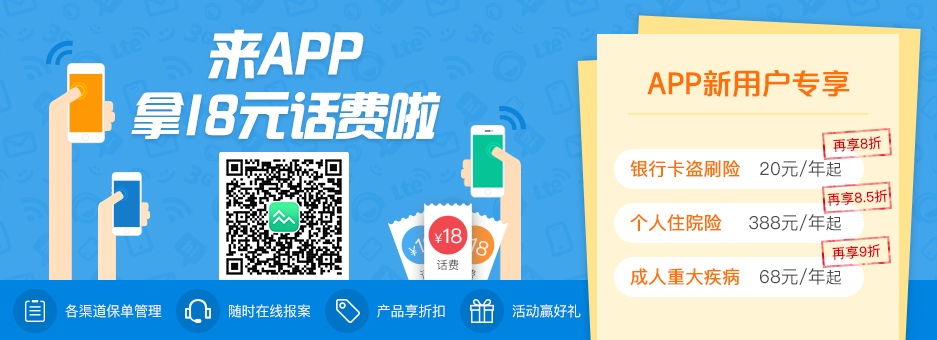 来APP
拿18元话费啦
¥18
话费
18
各渠道保单管理
随时在线报案
产品享折扣
活动赢好礼
APP新用户专享
再享8折
银行卡盗刷险 20元/年起
再享8.5折
个人住院险 388元/年起
再享9折
成人重大疾病 68元/年起